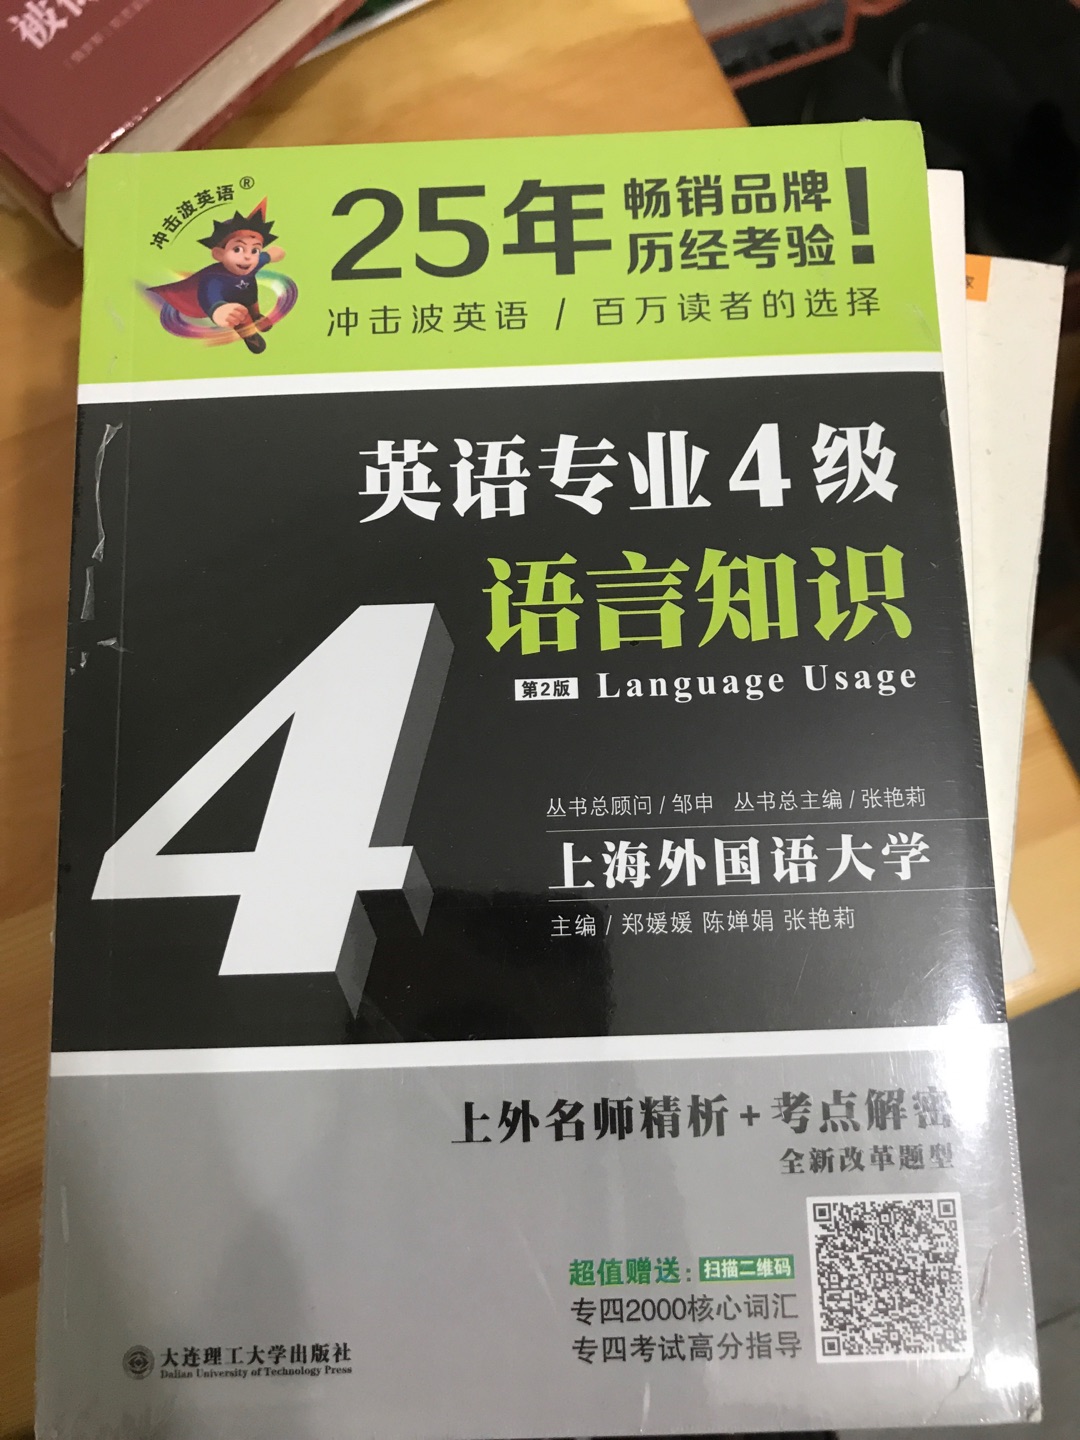 冲击波英语®
25年
畅销品牌
历经考验!
冲击波英语 / 百万读者的选择
英语专业4级
语言知识
第2版 Language Usage
4
丛书总顾问 / 邹申 丛书总主编 / 张艳莉
上海外国语大学
主编 / 郑媛媛 陈婵娟 张艳莉
上外名师精析+考点解密
全新改革题型
超值赠送: 扫描二维码
专四2000核心词汇
专四考试高分指导
大连理工大学出版社
Dalian University of Technology Press
家